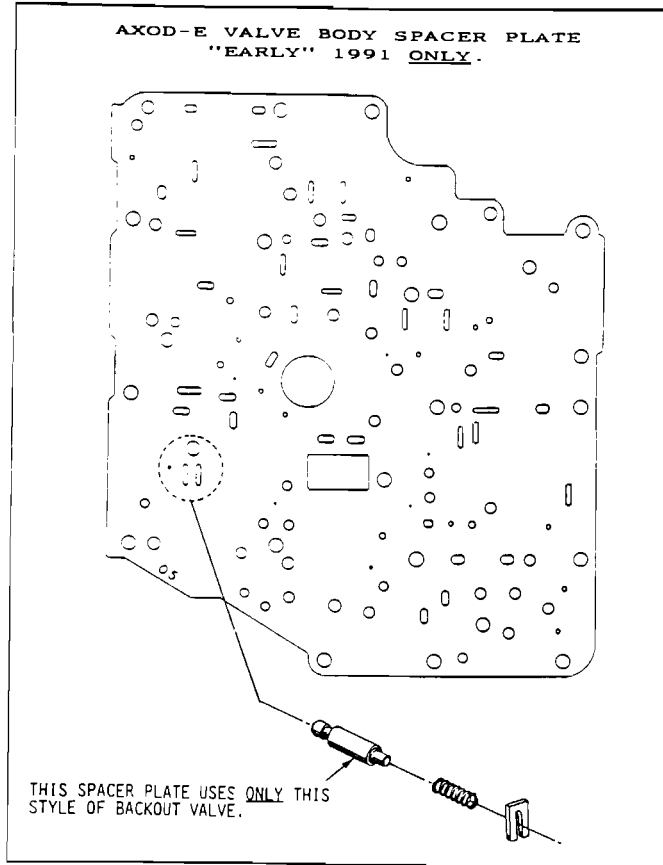 AXOD-E VALVE BODY SPACER PLATE
"EARLY" 1991 ONLY.
05
THIS SPACER PLATE USES ONLY THIS
STYLE OF BACKOUT VALVE.